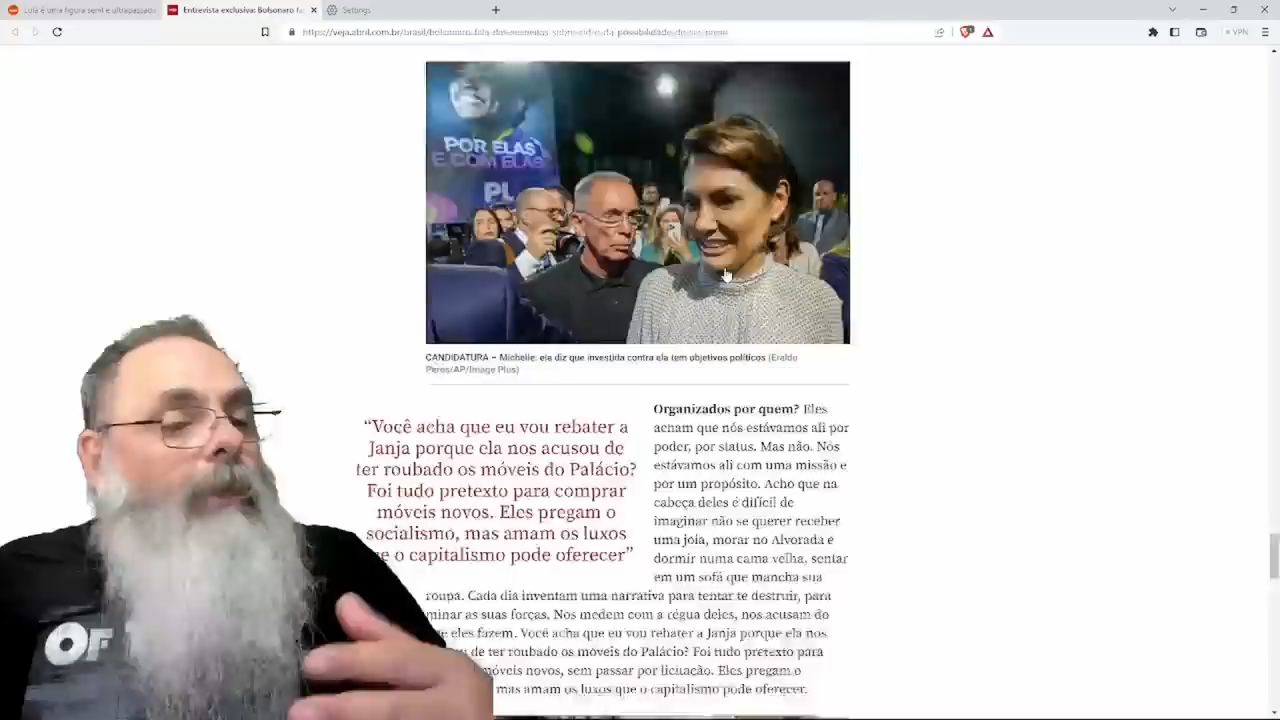 Lula é uma figura senil e ultrapassada
Entrevista exclusiva: Bolsonaro fa
Settings
VPN
POR ELAS
E COM ELAS
PL
CANDIDATURA – Michelle: ela diz que investida contra ela tem objetivos políticos (Eraldo
Peres/AP/Image Plus)
“Você acha que eu vou rebater a
Janja porque ela nos acusou de
ter roubado os móveis do Palácio?
Foi tudo pretexto para comprar
móveis novos. Eles pregam o
socialismo, mas amam os luxos
e o capitalismo pode oferecer”
Organizados por quem? Eles
acham que nós estávamos ali por
poder, por status. Mas não. Nós
estávamos ali com uma missão e
por um propósito. Acho que na
cabeça deles é difícil de
imaginar não se querer receber
uma joia, morar no Alvorada e
dormir numa cama velha, sentar
em um sofá que mancha sua
roupa. Cada dia inventam uma narrativa para tentar te destruir, para
minar as suas forças. Nos medem com a régua deles, nos acusam do
e eles fazem. Você acha que eu vou rebater a Janja porque ela nos
de ter roubado os móveis do Palácio? Foi tudo pretexto para
móveis novos, sem passar por licitação. Eles pregam o
mas amam os luxos que o capitalismo pode oferecer.
OF